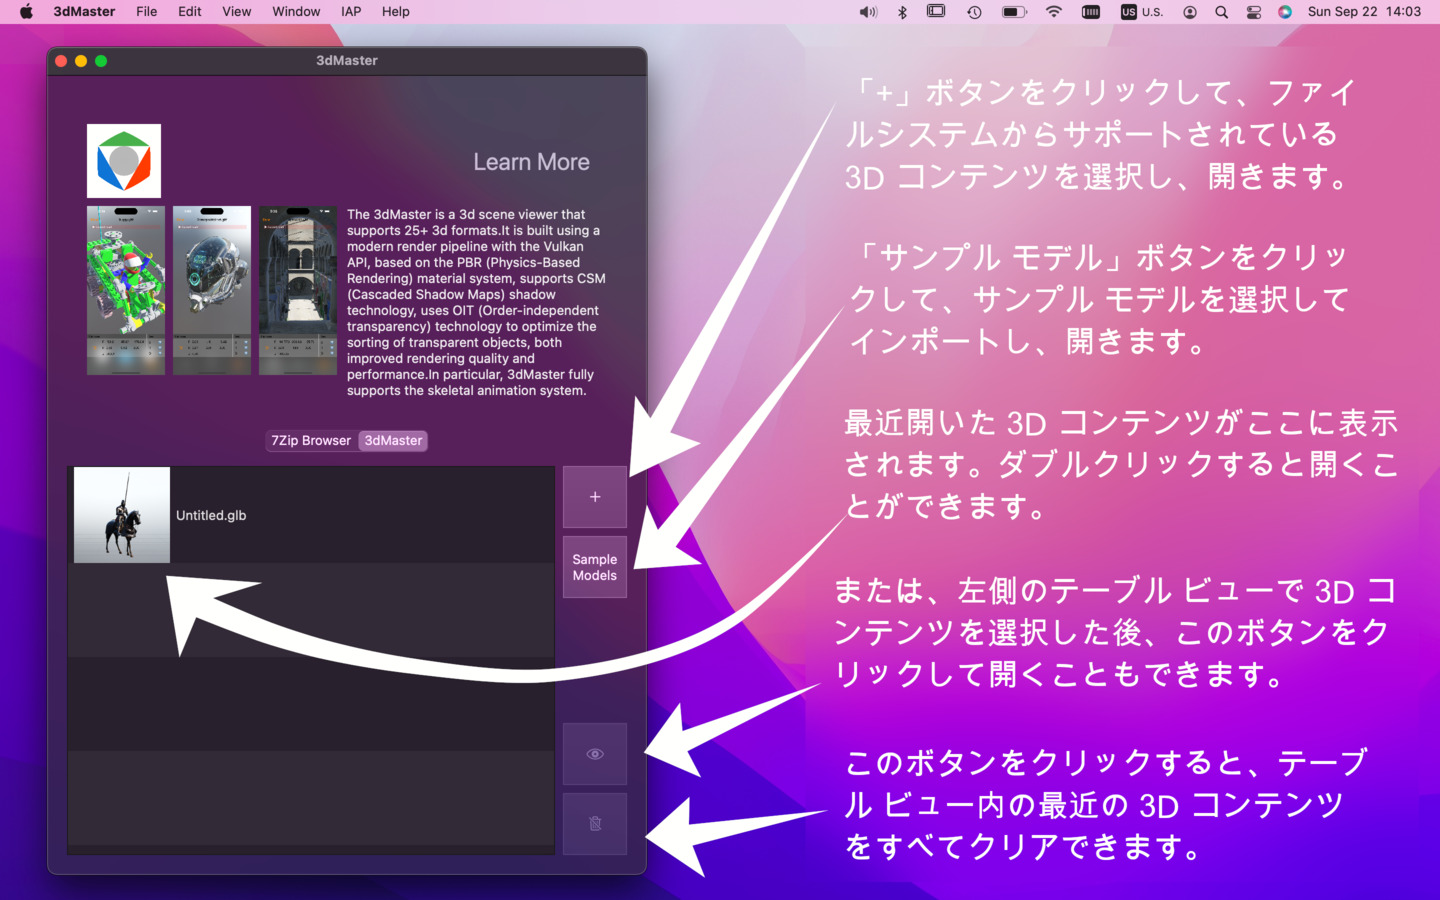 3dMaster File Edit View Window IAP Help US U.S. Sun Sep 22 14:03
3dMaster
Learn More
The 3dMaster is a 3d scene viewer that
supports 25+ 3d formats.It is built using a
modern render pipeline with the Vulkan
API, based on the PBR (Physics-Based
Rendering) material system, supports CSM
(Cascaded Shadow Maps) shadow
technology, uses OIT (Order-independent
transparency) technology to optimize the
sorting of transparent objects, both
improved rendering quality and
performance.In particular, 3dMaster fully
supports the skeletal animation system.
7Zip Browser 3dMaster
Untitled.glb
+
Sample
Models
「+」ボタンをクリックして、ファイ
ルシステムからサポートされている
3D コンテンツを選択し、開きます。
「サンプル モデル」ボタンをクリッ
クして、サンプル モデルを選択して
インポートし、開きます。
最近開いた 3D コンテンツがここに表示
されます。ダブルクリックすると開くこ
とができます。
または、左側のテーブル ビューで 3D コ
ンテンツを選択した後、このボタンをク
リックして開くこともできます。
このボタンをクリックすると、テーブ
ル ビュー内の最近の 3D コンテンツ
をすべてクリアできます。